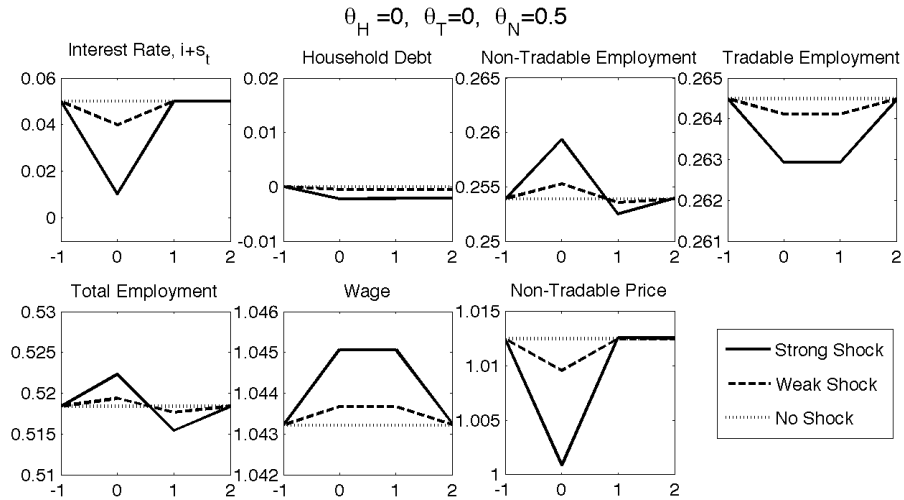 θ_H =0, θ_T=0, θ_N=0.5
Interest Rate, i+s_t
Household Debt
Non-Tradable Employment
Tradable Employment
0.06
0.04
0.02
0
-1 0 1 2
0.02
0.01
0
-0.01
-1 0 1 2
0.265
0.26
0.255
0.25
-1 0 1 2
0.265
0.264
0.263
0.262
0.261
-1 0 1 2
Total Employment
Wage
Non-Tradable Price
0.53
0.525
0.52
0.515
0.51
-1 0 1 2
1.046
1.045
1.044
1.043
1.042
-1 0 1 2
1.015
1.01
1.005
1
-1 0 1 2
Strong Shock
Weak Shock
No Shock